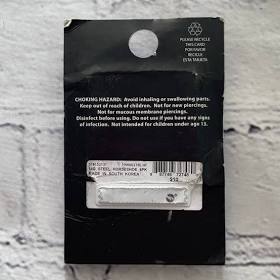 PLEASE RECYCLE
THIS CARD
POR FAVOR
RECICLE
ESTA TARJETA
CHOKING HAZARD: Avoid inhaling or swallowing parts.
Keep out of reach of children. Not for new piercings.
Not for mucous membrane piercings.
Disinfect before using. Do not use if you have any signs
of infection. Not intended for children under age 13.
STEEL HORSESHOE 6PK
MADE IN SOUTH KOREA